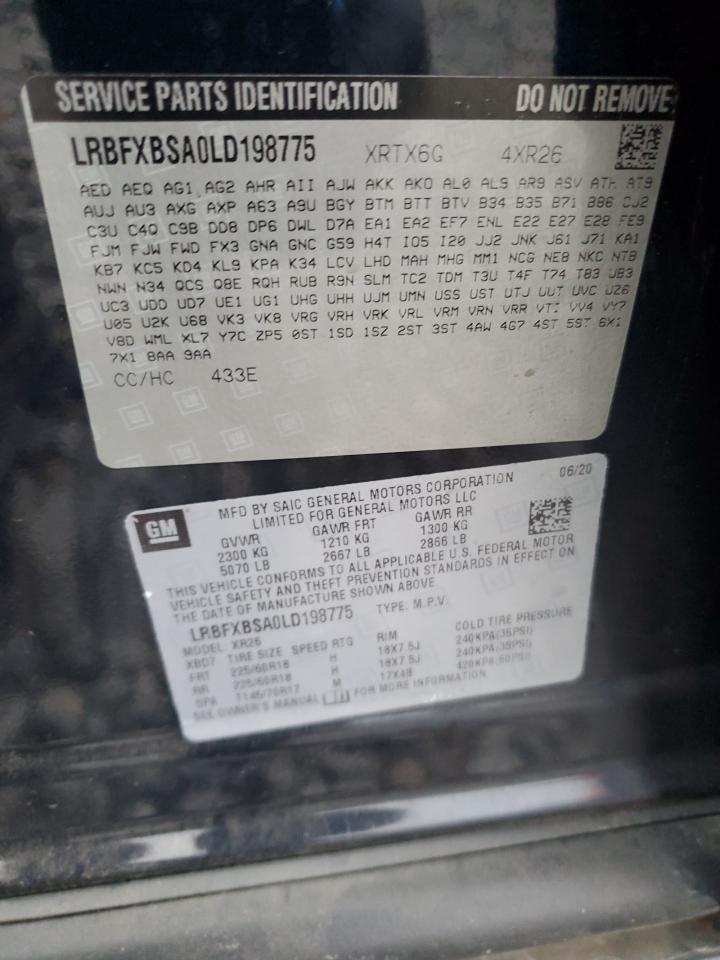 SERVICE PARTS IDENTIFICATION DO NOT REMOVE
LRBFXBSA0LD198775 XRTX6G 4XR26
AED AEQ AG1 AG2 AHR AII AJW AKK AKO AL0 AL9 AR9 ASV ATH AT9
AUJ AU3 AXG AXP A63 A9U BGY BTM BTT BTV B34 B35 B71 B86 CJ2
C3U C4Q C9B DD8 DP6 DWL D7A EA1 EA2 EF7 ENL E22 E27 E28 FE9
FJM FJW FWD FX3 GNA GNC G59 H4T IO5 I20 JJ2 JNK J61 J71 KA1
KB7 KC5 KD4 KL9 KPA K34 LCV LHD MAH MHG MM1 NCG NE8 NKC NTB
NWN N34 QCS Q8E RQH RUB R9N SLM TC2 TDM T3U T4F T74 T83 UB3
UC3 UDD UD7 UE1 UG1 UHG UHH UJM UMN USS UST UTJ UUT UVC U26
U05 U2K U68 VK3 VK8 VRG VRH VRK VRL VRM VRN VRR VTI VV4 VY7
V8D WML XL7 Y7C ZP5 0ST 1SD 1SZ 2ST 3ST 4AW 4G7 4ST 5ST 6X1
7X1 8AA 9AA
CC/HC 433E
GM
MFD BY SAIC GENERAL MOTORS CORPORATION 06/20
LIMITED FOR GENERAL MOTORS LLC
GVWR GAWR FRT GAWR RR
2300 KG 1210 KG 1300 KG
5070 LB 2667 LB 2866 LB
THIS VEHICLE CONFORMS TO ALL APPLICABLE U.S. FEDERAL MOTOR
VEHICLE SAFETY AND THEFT PREVENTION STANDARDS IN EFFECT ON
THE DATE OF MANUFACTURE SHOWN ABOVE.
LRBFXBSA0LD198775 TYPE: M.P.V.
MODEL: XR26
XB07 TIRE SIZE SPEED RTG RIM COLD TIRE PRESSURE
FRT 225/60R18 H 18X7.5J 240KPA(35PSI)
RR 225/60R18 H 18X7.5J 240KPA(35PSI)
SPA T145/70R17 M 17X4B 420KPA(60PSI)
SEE OWNER'S MANUAL FOR MORE INFORMATION.